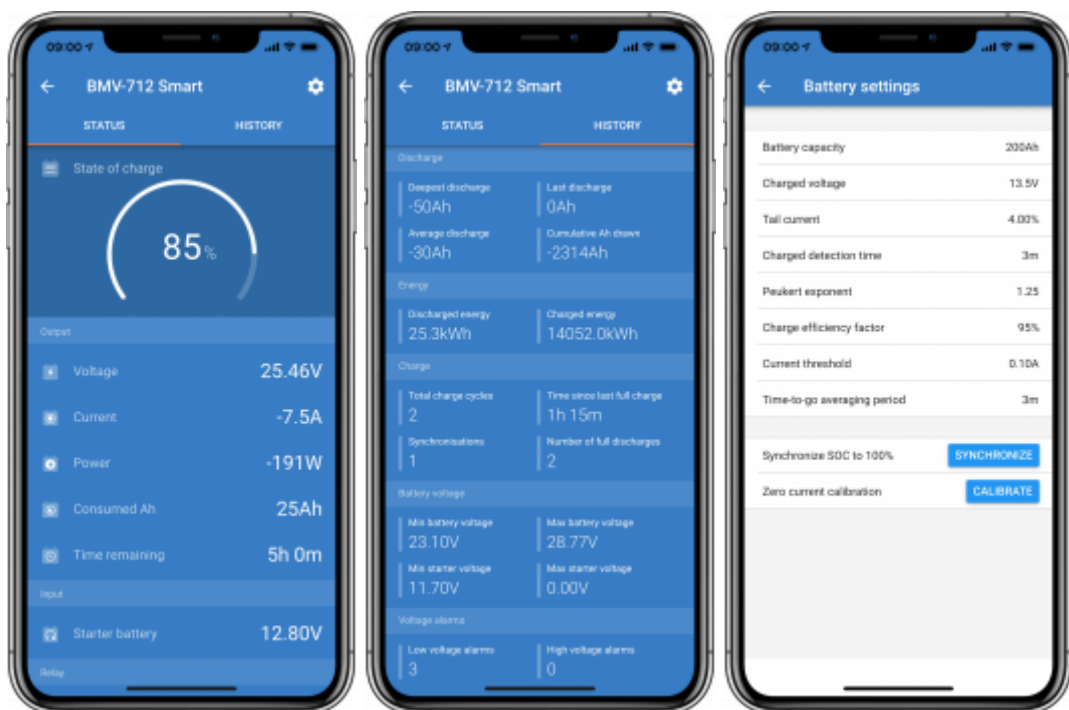 09:00
BMV-712 Smart
STATUS HISTORY
State of charge
85%
Output
Voltage 25.46V
Current -7.5A
Power -191W
Consumed Ah 25Ah
Time remaining 5h 0m
Input
Starter battery 12.80V
Relay
09:00
BMV-712 Smart
STATUS HISTORY
Discharge
Deepest discharge Last discharge
-50Ah 0Ah
Average discharge Cumulative Ah drawn
-30Ah -2314Ah
Energy
Discharged energy Charged energy
25.3kWh 14052.0kWh
Charge
Total charge cycles Time since last full charge
2 1h 15m
Synchronisations Number of full discharges
1 2
Battery voltage
Min battery voltage Max battery voltage
23.10V 28.77V
Min starter voltage Max starter voltage
11.70V 0.00V
Voltage alarms
Low voltage alarms High voltage alarms
3 0
09:00
Battery settings
Battery capacity 200Ah
Charged voltage 13.5V
Tail current 4.00%
Charged detection time 3m
Peukert exponent 1.25
Charge efficiency factor 95%
Current threshold 0.10A
Time-to-go averaging period 3m
Synchronize SOC to 100% SYNCHRONIZE
Zero current calibration CALIBRATE